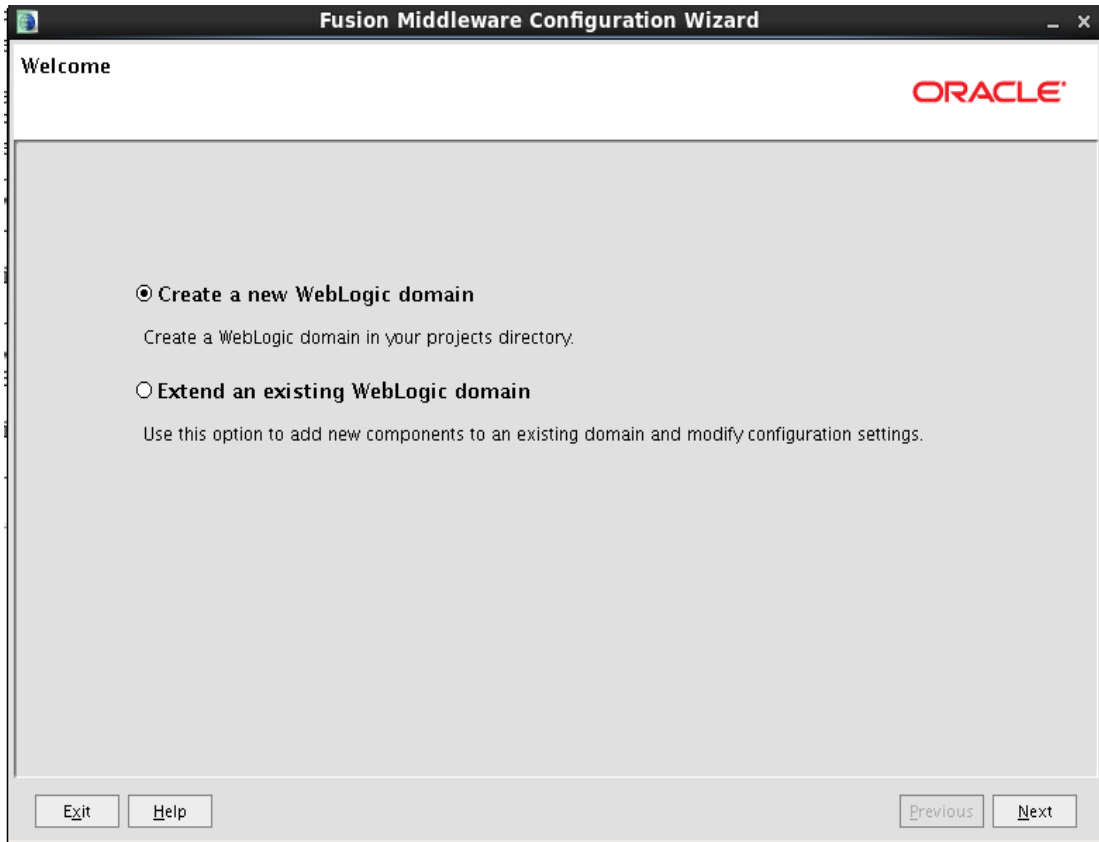 Fusion Middleware Configuration Wizard
Welcome
ORACLE
Create a new WebLogic domain
Create a WebLogic domain in your projects directory.
Extend an existing WebLogic domain
Use this option to add new components to an existing domain and modify configuration settings.
Exit Help Previous Next